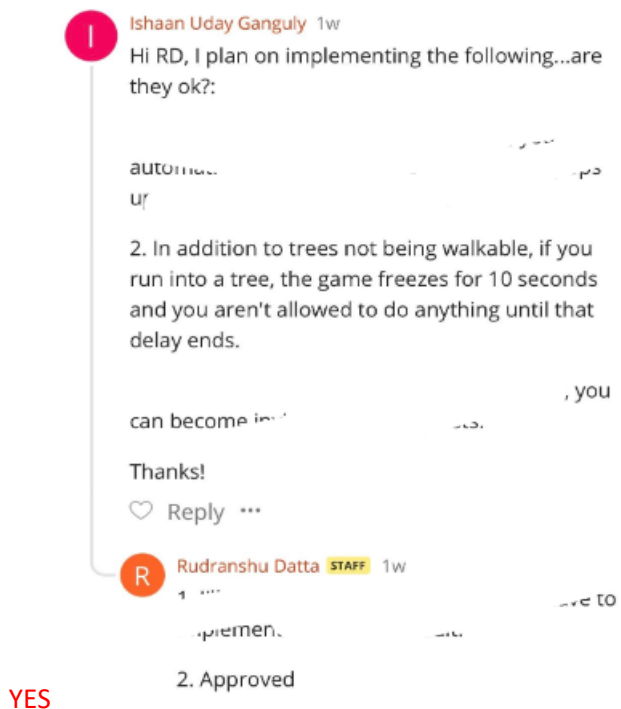 I
Ishaan Uday Ganguly 1w
Hi RD, I plan on implementing the following...are
they ok?:
2. In addition to trees not being walkable, if you
run into a tree, the game freezes for 10 seconds
and you aren't allowed to do anything until that
delay ends.
, you
can become
Thanks!
Reply ...
R
Rudranshu Datta STAFF 1w
to
2. Approved
YES